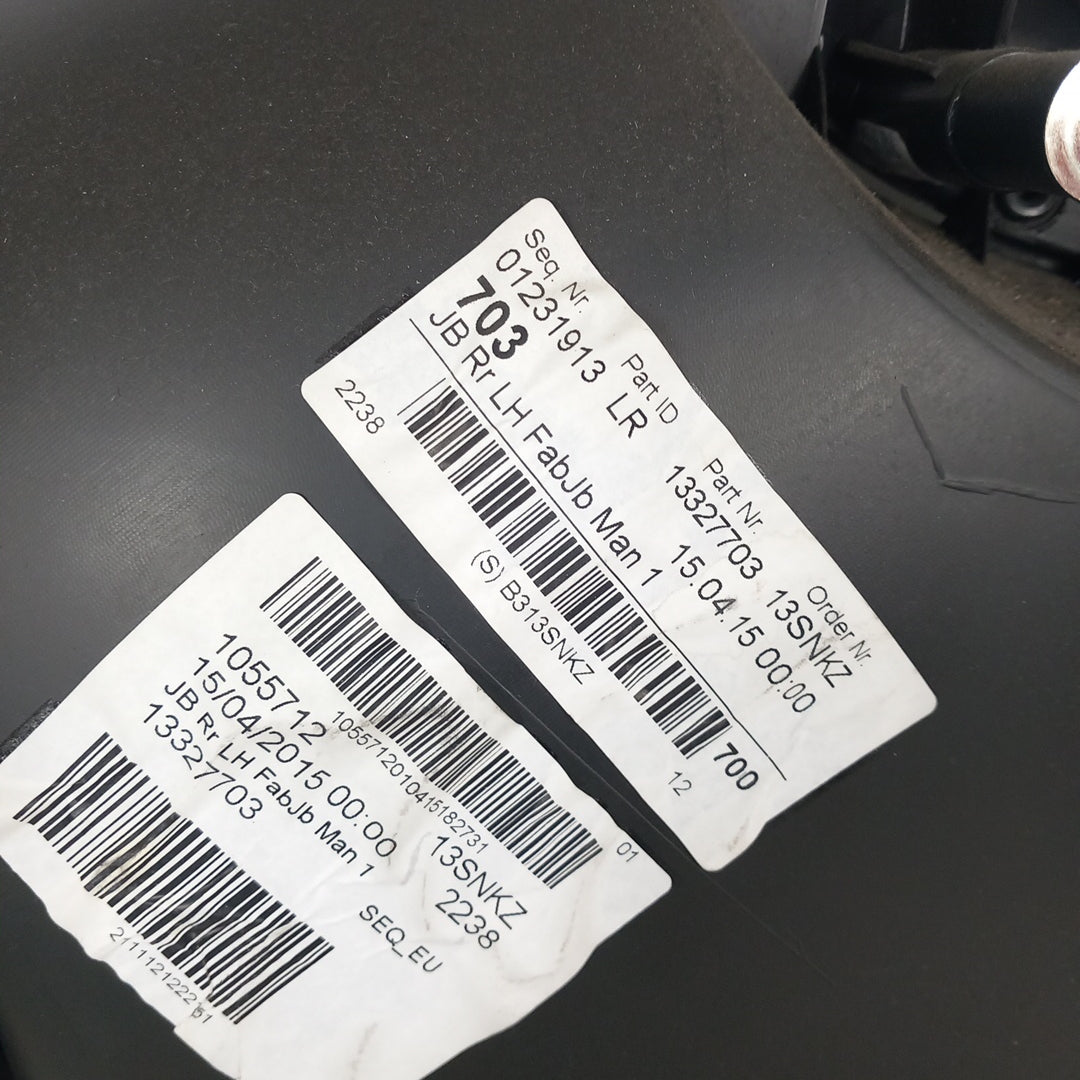 Seq. Nr. Part ID Part Nr. Order Nr.
01231913 LR 13327703 13SNKZ
703 15.04.15 00:00
JB Rr LH FabJb Man 1
700
2238 (S) B313SNKZ 12
105571201041518273101
1055712 13SNKZ
15/04/2015 00:00 2238
JB Rr LH FabJb Man 1
13327703 SEQ_EU